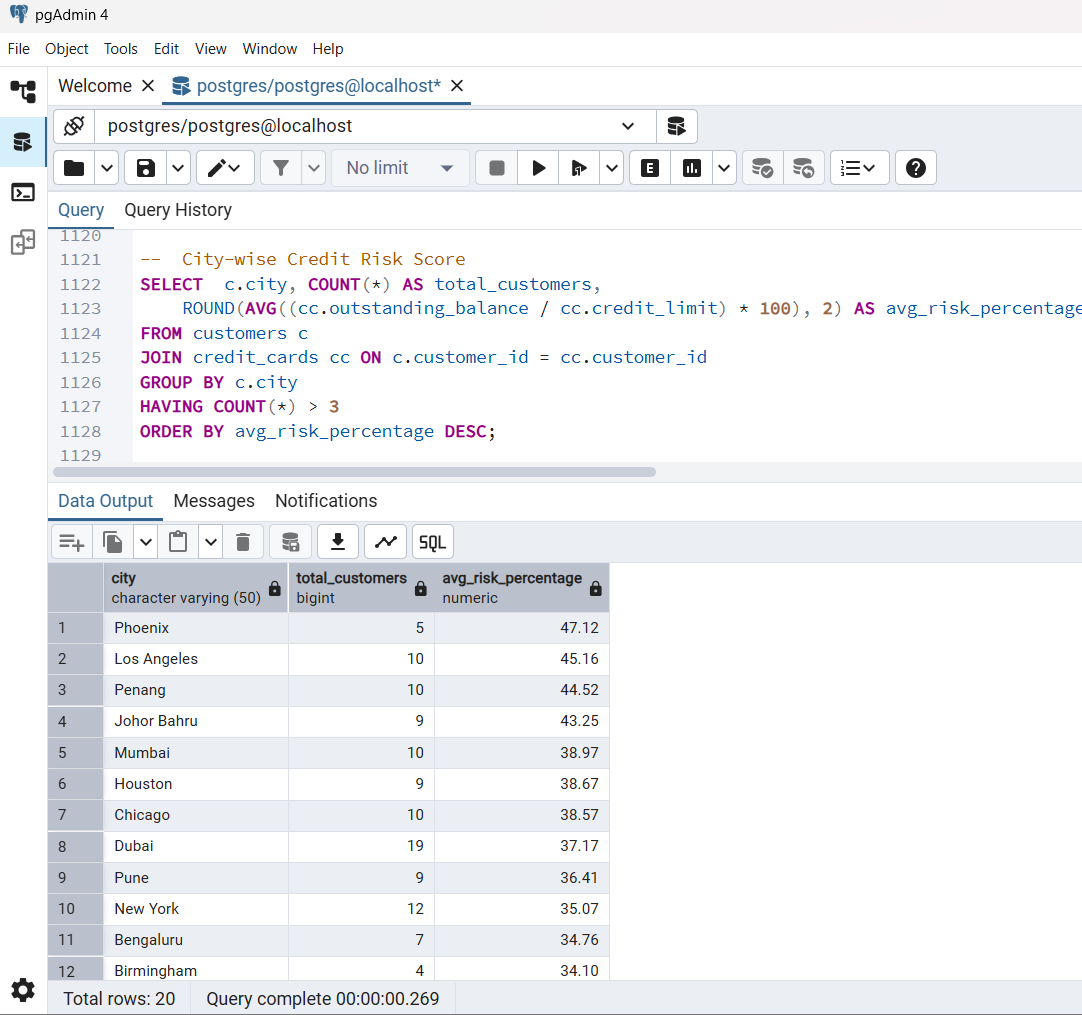 pgAdmin 4
File Object Tools Edit View Window Help
Welcome postgres/postgres@localhost*
postgres/postgres@localhost
No limit E
Query Query History
1120
1121 -- City-wise Credit Risk Score
1122 SELECT c.city, COUNT(*) AS total_customers,
1123 ROUND(AVG((cc.outstanding_balance / cc.credit_limit) * 100), 2) AS avg_risk_percentage
1124 FROM customers c
1125 JOIN credit_cards cc ON c.customer_id = cc.customer_id
1126 GROUP BY c.city
1127 HAVING COUNT(*) > 3
1128 ORDER BY avg_risk_percentage DESC;
1129
Data Output Messages Notifications
SQL
city total_customers avg_risk_percentage
character varying (50) bigint numeric
1 Phoenix 5 47.12
2 Los Angeles 10 45.16
3 Penang 10 44.52
4 Johor Bahru 9 43.25
5 Mumbai 10 38.97
6 Houston 9 38.67
7 Chicago 10 38.57
8 Dubai 19 37.17
9 Pune 9 36.41
10 New York 12 35.07
11 Bengaluru 7 34.76
12 Birmingham 4 34.10
Total rows: 20 Query complete 00:00:00.269